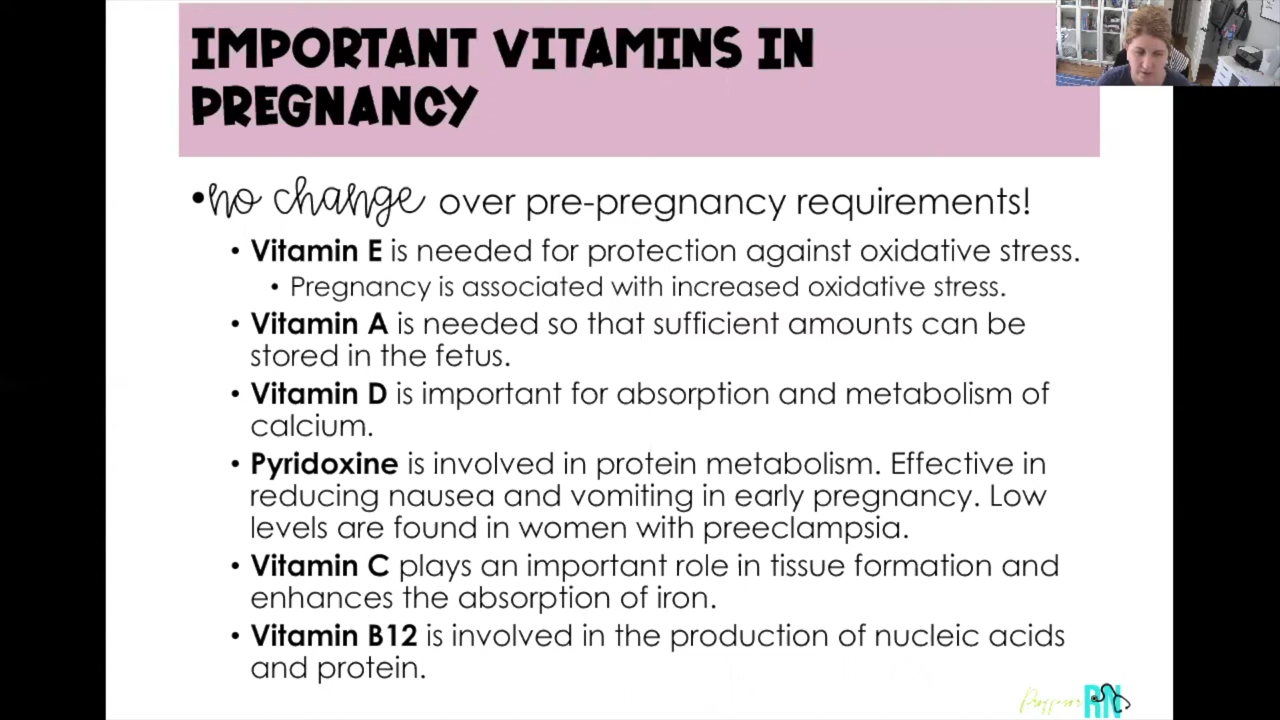 IMPORTANT VITAMINS IN
PREGNANCY
•no change over pre-pregnancy requirements!
• Vitamin E is needed for protection against oxidative stress.
• Pregnancy is associated with increased oxidative stress.
• Vitamin A is needed so that sufficient amounts can be
stored in the fetus.
• Vitamin D is important for absorption and metabolism of
calcium.
• Pyridoxine is involved in protein metabolism. Effective in
reducing nausea and vomiting in early pregnancy. Low
levels are found in women with preeclampsia.
• Vitamin C plays an important role in tissue formation and
enhances the absorption of iron.
• Vitamin B12 is involved in the production of nucleic acids
and protein.
Professor RN